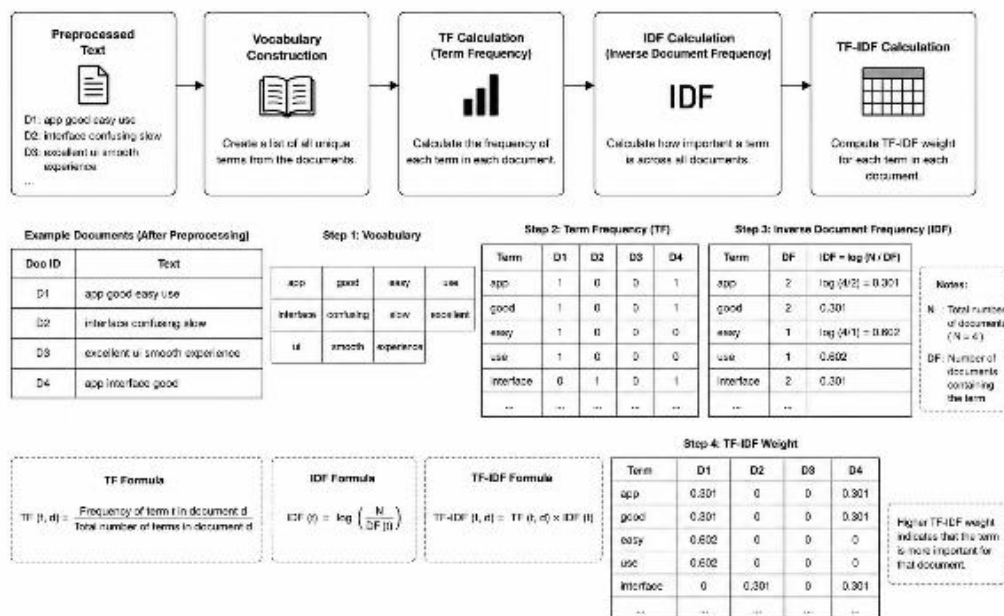 Preprocessed
Text
D1: app good easy use
D2: interface confusing slow
D3: excellent ui smooth
experience
...
Vocabulary
Construction
Create a list of all unique
terms from the documents.
TF Calculation
(Term Frequency)
Calculate the frequency of
each term in each document.
IDF Calculation
(Inverse Document Frequency)
IDF
Calculate how important a term
is across all documents.
TF-IDF Calculation
Compute TF-IDF weight
for each term in each
document.
Example Documents (After Preprocessing)
Doc ID Text
D1 app good easy use
D2 interface confusing slow
D3 excellent ui smooth experience
D4 app interface good
Step 1: Vocabulary
app good easy use
interface confusing slow excellent
ui smooth experience
Step 2: Term Frequency (TF)
Term D1 D2 D3 D4
app 1 0 0 1
good 1 0 0 1
easy 1 0 0 0
use 1 0 0 0
interface 0 1 0 1
... ... ... ... ...
Step 3: Inverse Document Frequency (IDF)
Term DF IDF = log (N / DF)
app 2 log (4/2) = 0.301
good 2 0.301
easy 1 log (4/1) = 0.602
use 1 0.602
interface 2 0.301
... ... ...
Notes:
N : Total number
of document
( N = 4 )
DF: Number of
documents
containing
the term
TF Formula
TF (t, d) = Frequency of term t in document d
Total number of terms in document d
IDF Formula
IDF (t) = log ( N
DF (t) )
TF-IDF Formula
TF-IDF (t, d) = TF (t, d) × IDF (t)
Step 4: TF-IDF Weight
Term D1 D2 D3 D4
app 0.301 0 0 0.301
good 0.301 0 0 0.301
easy 0.602 0 0 0
use 0.602 0 0 0
interface 0 0.301 0 0.301
... ... ... ... ...
Higher TF-IDF weight
indicates that the term
is more important for
that document.